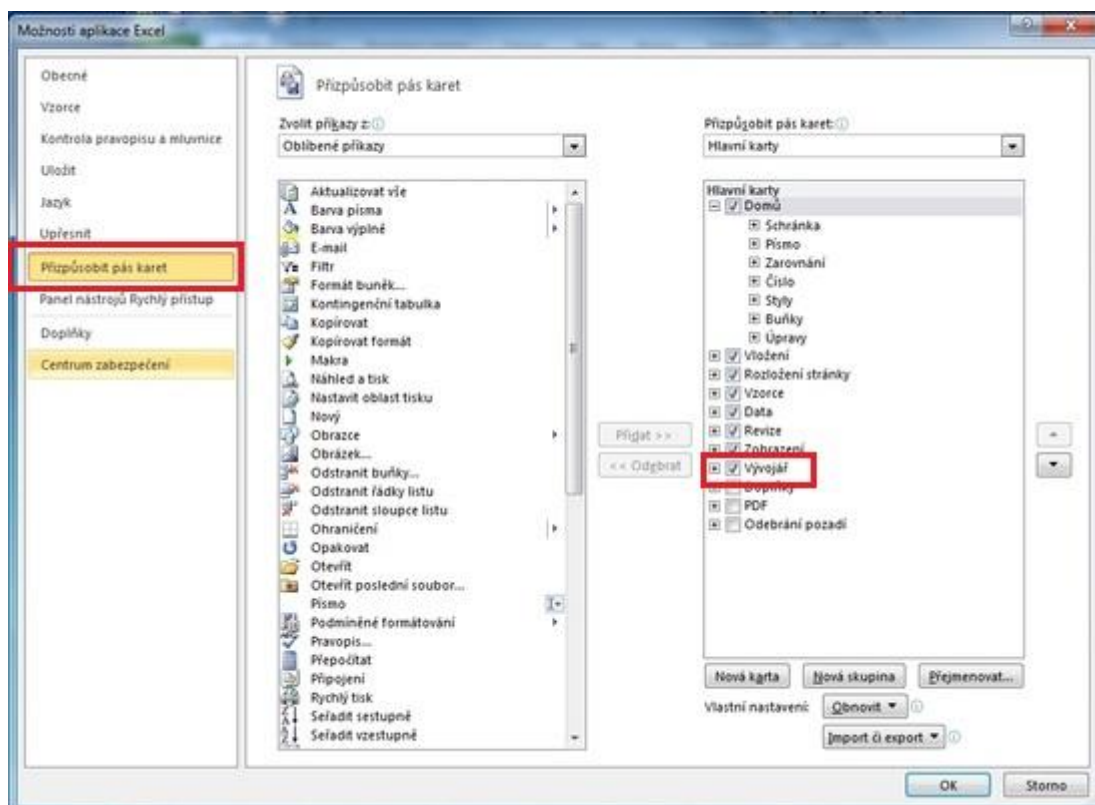 Možnosti aplikace Excel
Obecné
Vzorce
Kontrola pravopisu a mluvnice
Uložit
Jazyk
Upřesnit
Přizpůsobit pás karet
Panel nástrojů Rychlý přístup
Doplňky
Centrum zabezpečení
Přizpůsobit pás karet
Zvolit příkazy z:
Oblíbené příkazy
Aktualizovat vše
Barva písma
Barva výplně
E-mail
Filtr
Formát buněk...
Kontingenční tabulka
Kopírovat
Kopírovat formát
Makra
Náhled a tisk
Nastavit oblast tisku
Nový
Obrazce
Obrázek...
Odstranit buňky...
Odstranit řádky listu
Odstranit sloupce listu
Ohraničení
Opakovat
Otevřít
Otevřít poslední soubor...
Písmo
Podmíněné formátování
Pravopis...
Přepočítat
Připojení
Rychlý tisk
Seřadit sestupně
Seřadit vzestupně
Přidat >>
<< Odebrat
Přizpůsobit pás karet:
Hlavní karty
Hlavní karty
Domů
Schránka
Písmo
Zarovnání
Číslo
Styly
Buňky
Úpravy
Vložení
Rozložení stránky
Vzorce
Data
Revize
Zobrazení
Vývojář
Doplňky
PDF
Odebrání pozadí
Nová karta
Nová skupina
Přejmenovat...
Vlastní nastavení:
Obnovit
Import či export
OK
Storno